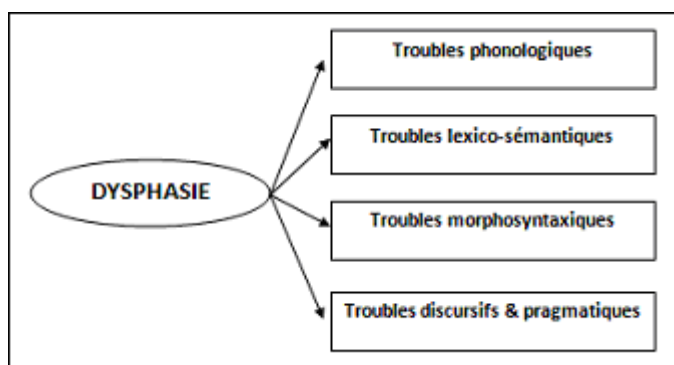 Troubles phonologiques
Troubles lexico-sémantiques
DYSPHASIE
Troubles morphosyntaxiques
Troubles discursifs & pragmatiques